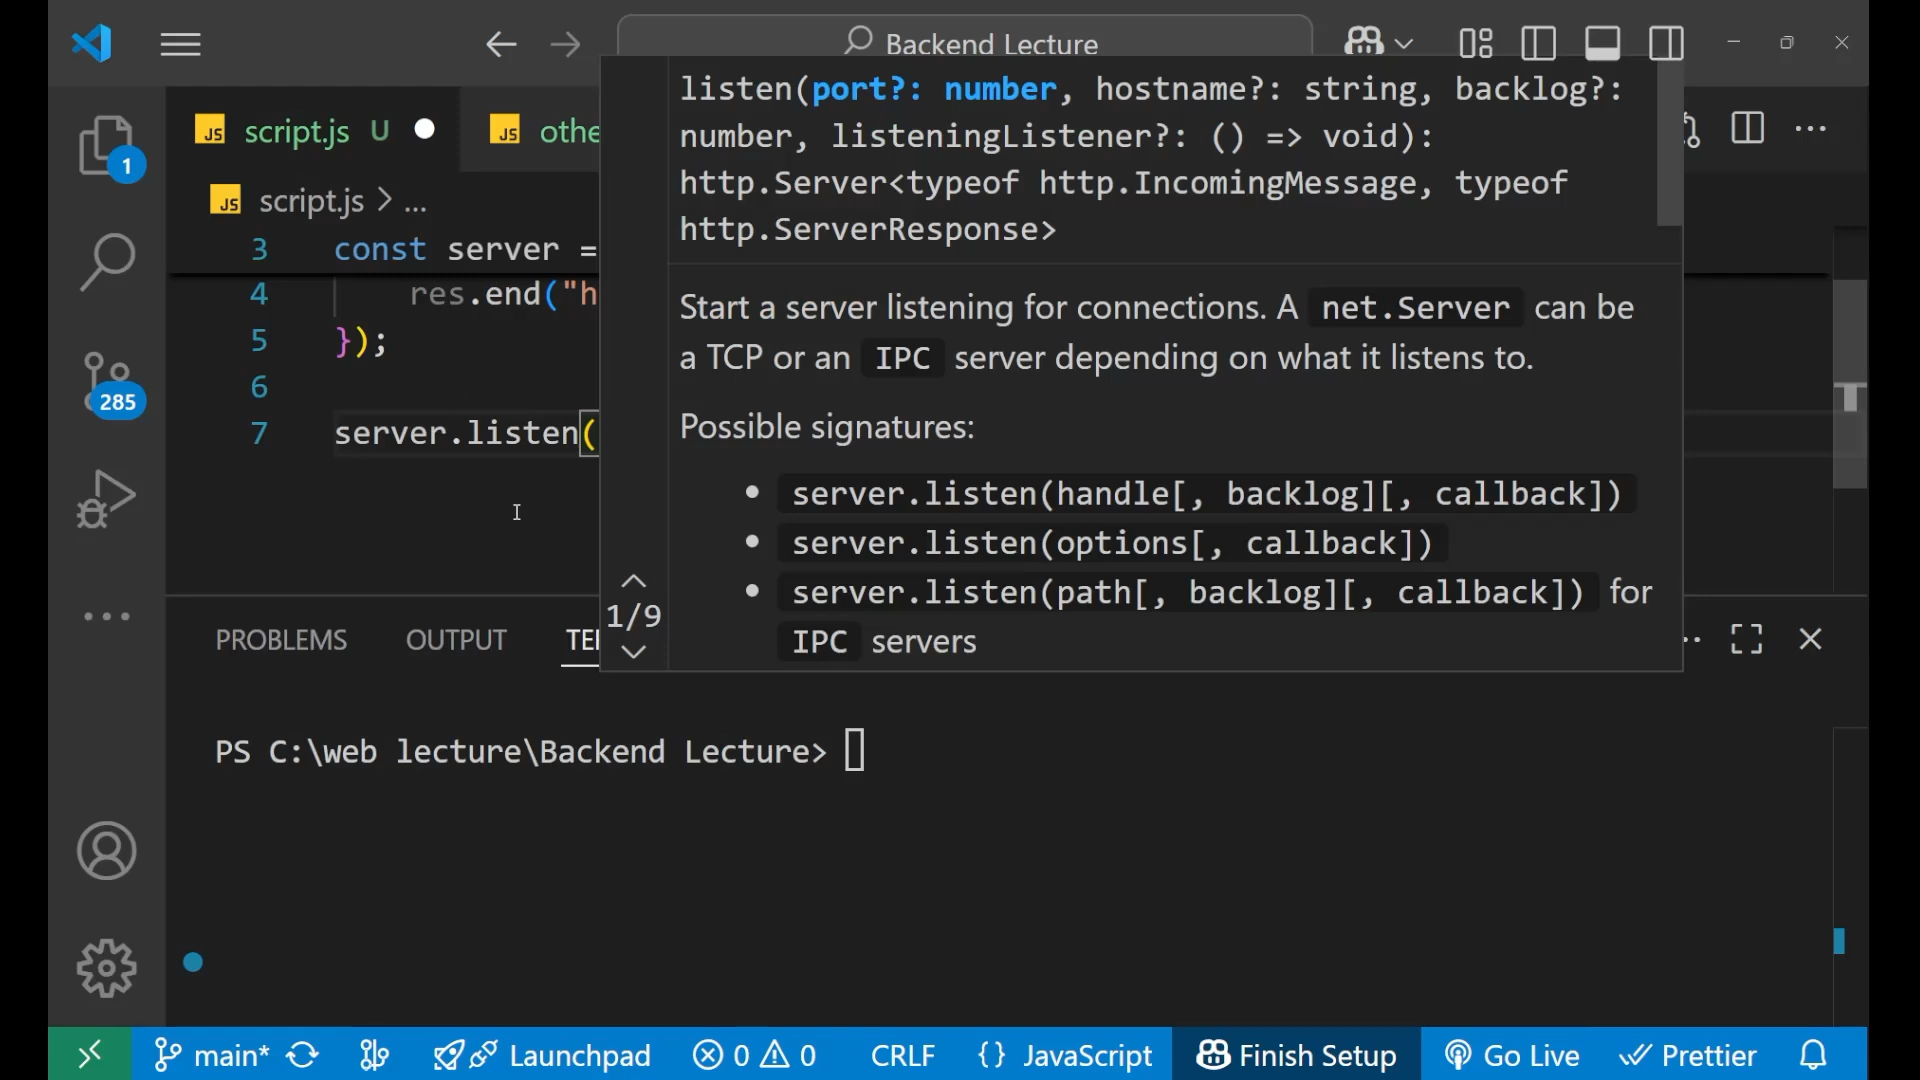 Backend Lecture
JS script.js U
JS othe
JS script.js > ...
3 const server =
4 res.end("h
5 });
6
7 server.listen(
listen(port?: number, hostname?: string, backlog?:
number, listeningListener?: () => void):
http.Server<typeof http.IncomingMessage, typeof
http.ServerResponse>
Start a server listening for connections. A net.Server can be
a TCP or an IPC server depending on what it listens to.
Possible signatures:
• server.listen(handle[, backlog][, callback])
• server.listen(options[, callback])
• server.listen(path[, backlog][, callback]) for
IPC servers
1/9
1
285
PROBLEMS OUTPUT TE
PS C:\web lecture\Backend Lecture>
main* Launchpad 0 0 CRLF {} JavaScript Finish Setup Go Live Prettier